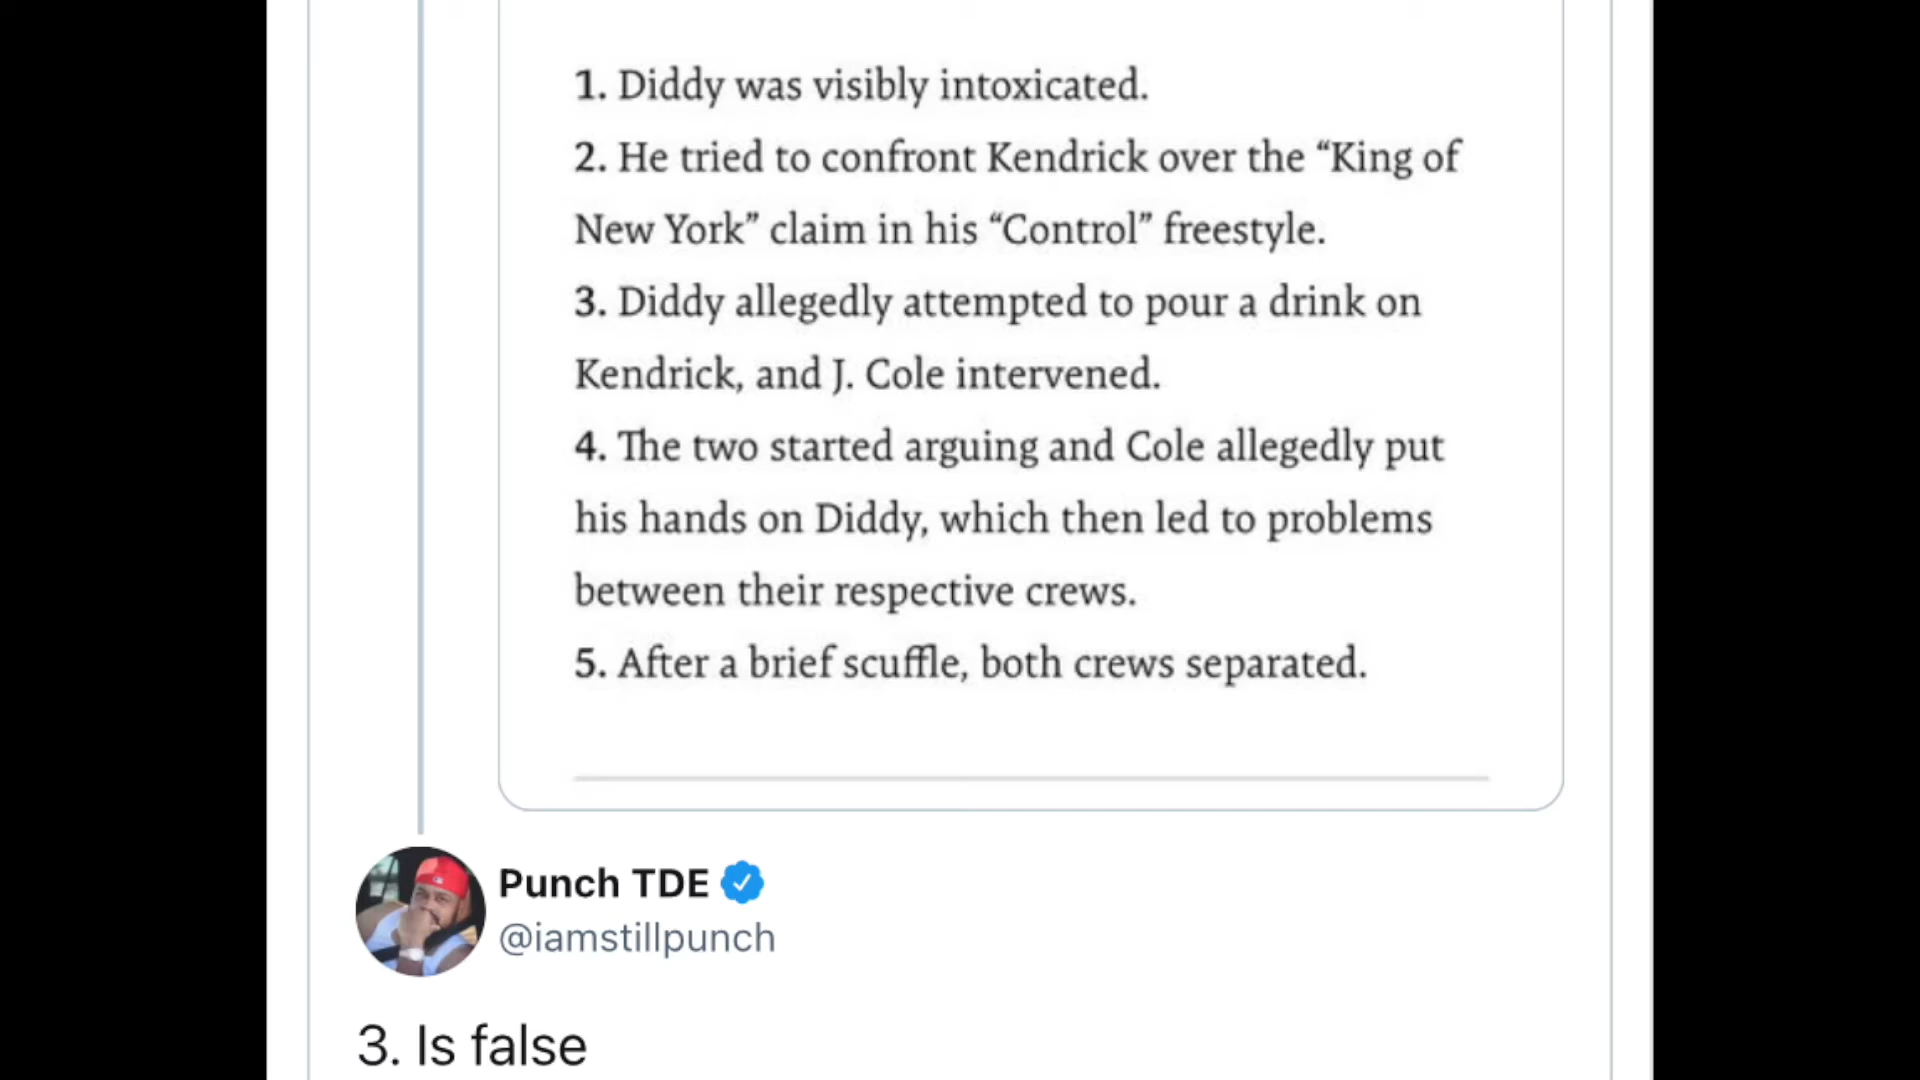 1. Diddy was visibly intoxicated.
2. He tried to confront Kendrick over the “King of
New York” claim in his “Control” freestyle.
3. Diddy allegedly attempted to pour a drink on
Kendrick, and J. Cole intervened.
4. The two started arguing and Cole allegedly put
his hands on Diddy, which then led to problems
between their respective crews.
5. After a brief scuffle, both crews separated.
Punch TDE
@iamstillpunch
3. Is false